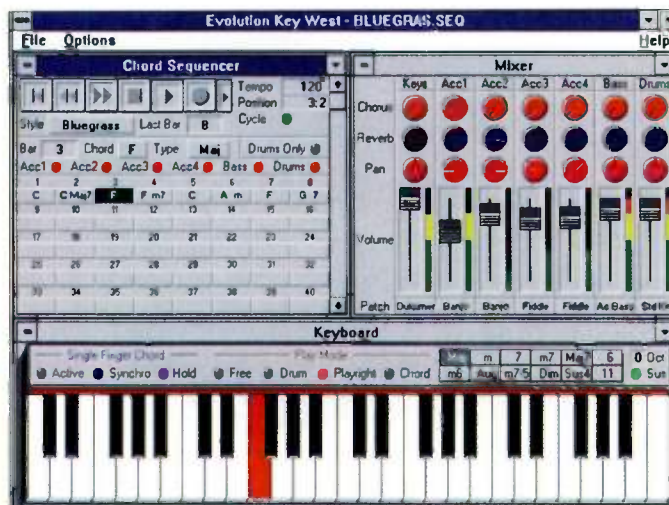 Evolution Key West - BLUEGRAS.SEQ
File Options Help
Chord Sequencer
Tempo 120
Position 3:2
Cycle
Style Bluegrass Last Bar 8
Bar 3 Chord F Type Maj Drums Only
Acc1 Acc2 Acc3 Acc4 Bass Drums
1 2 3 4 5 6 7 8
C C Maj7 F F m7 C A m F G 7
9 10 11 12 13 14 15 16
17 18 19 20 21 22 23 24
25 26 27 28 29 30 31 32
33 34 35 36 37 38 39 40
Mixer
Keys Acc1 Acc2 Acc3 Acc4 Bass Drums
Chorus
Reverb
Pan
Volume
Patch Dulcimer Banjo Banjo Fiddle Fiddle Ac Bass
Keyboard
Single Finger Chord Play Mode
Active Synchro Hold Free Drum Playright Chord
m 7 m7 Maj7 6 0 Oct
m6 Aug m7-5 Dim Sus4 11 Sus